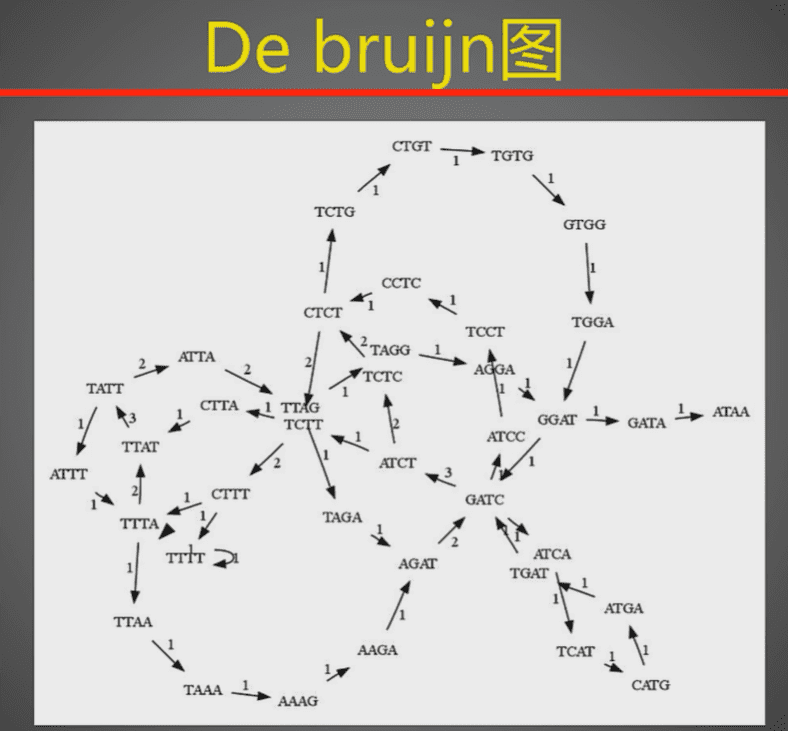 De bruijn图
CTGT
1
TGTG
1
1
TCTG
GTGG
1
1
CCTC
1
1
CTCT
TCCT
TGGA
2
TAGG
1
ATTA
2
2
2
1
AGGA
1
1
TATT
TCTC
1
CTTA
1
TTAG
1
3
1
TCTT
GGAT
1
GATA
1
ATAA
1
TTAT
2
ATCC
1
1
ATCT
3
1
ATTT
2
1
GATC
1
2
CTTT
1
1
TTTA
1
TAGA
1
2
1
ATCA
TTTT
1
1
AGAT
TGAT
1
1
1
ATGA
TTAA
1
1
AAGA
TCAT
1
1
CATG
TAAA
1
AAAG
1